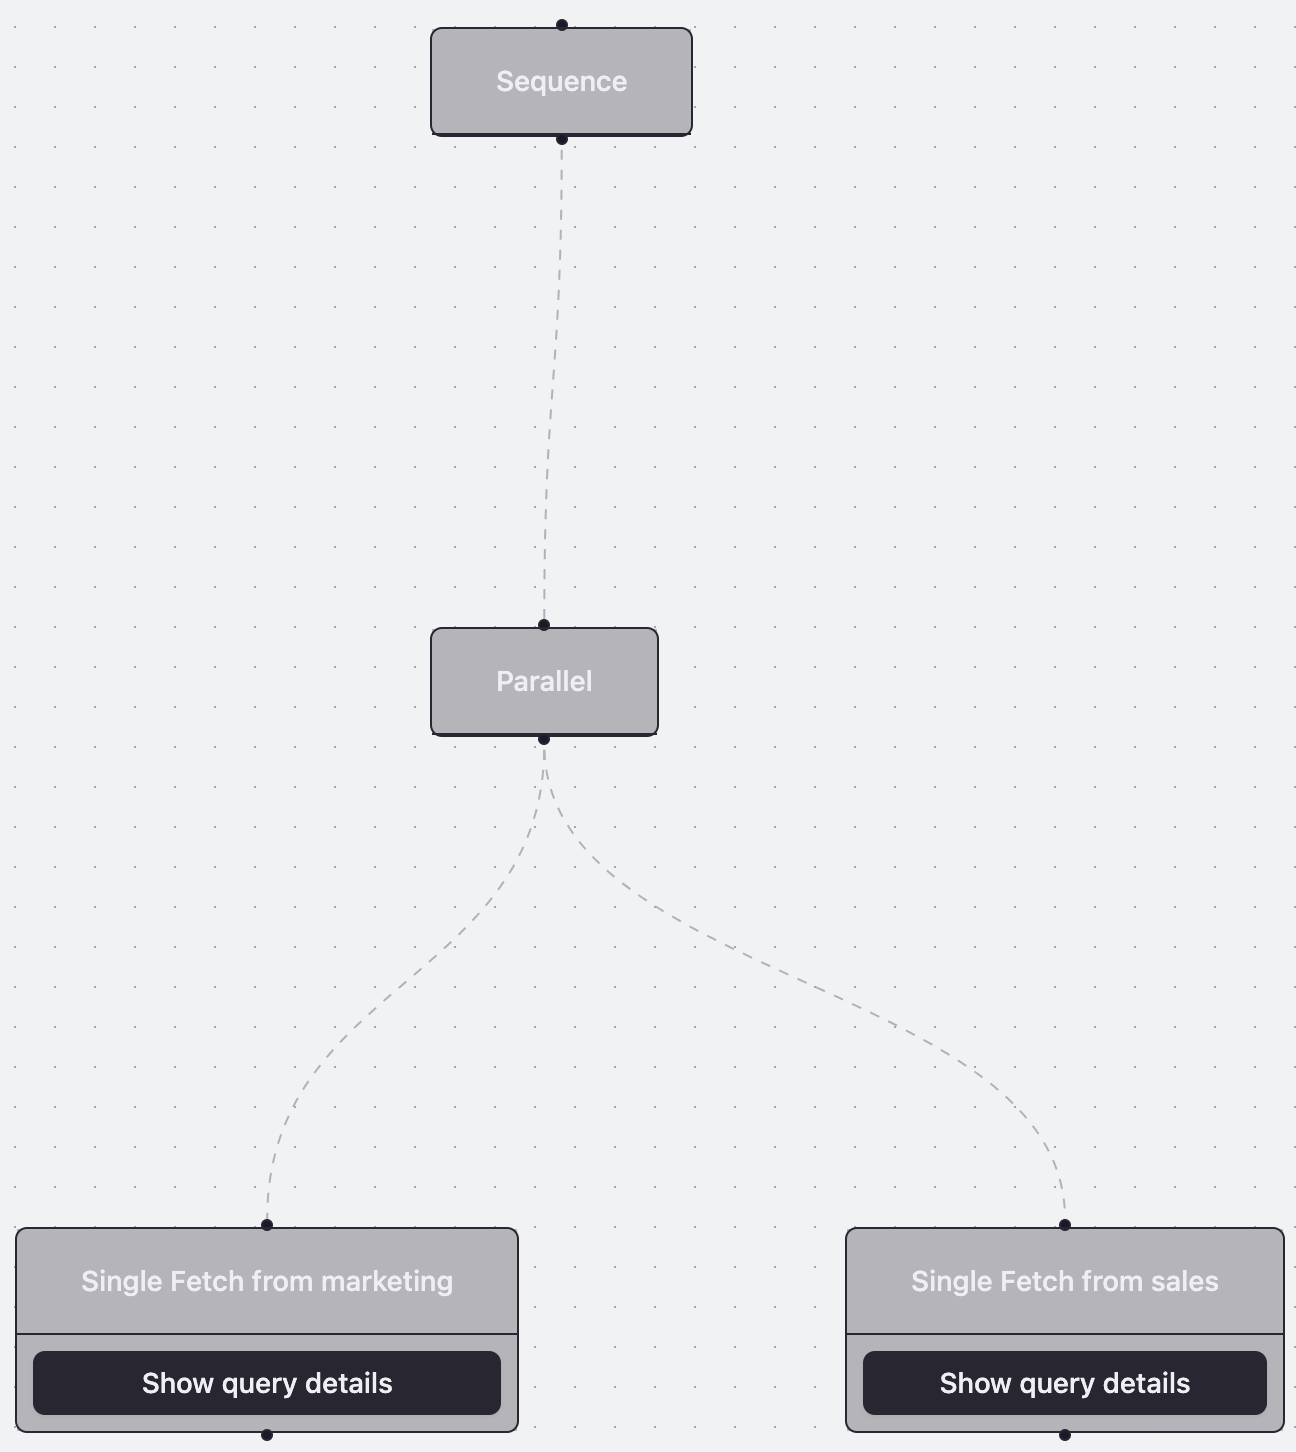 Sequence
Parallel
Single Fetch from marketing
Show query details
Single Fetch from sales
Show query details